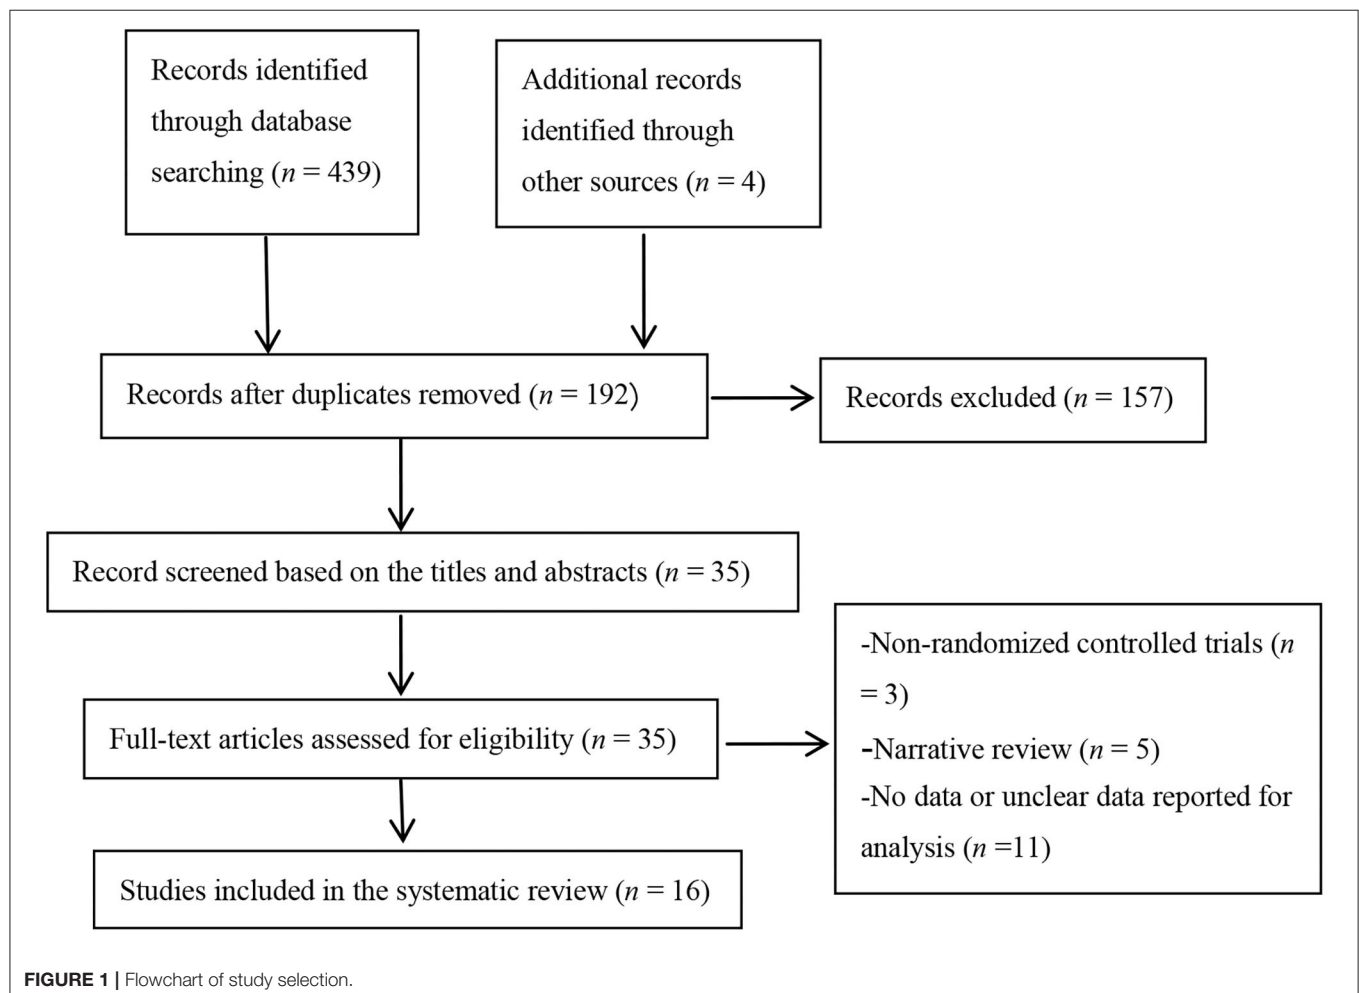 Records identified
through database
searching (n = 439)
Additional records
identified through
other sources (n = 4)
Records after duplicates removed (n = 192)
Records excluded (n = 157)
Record screened based on the titles and abstracts (n = 35)
Full-text articles assessed for eligibility (n = 35)
-Non-randomized controlled trials (n
= 3)
-Narrative review (n = 5)
-No data or unclear data reported for
analysis (n =11)
Studies included in the systematic review (n = 16)
FIGURE 1 | Flowchart of study selection.